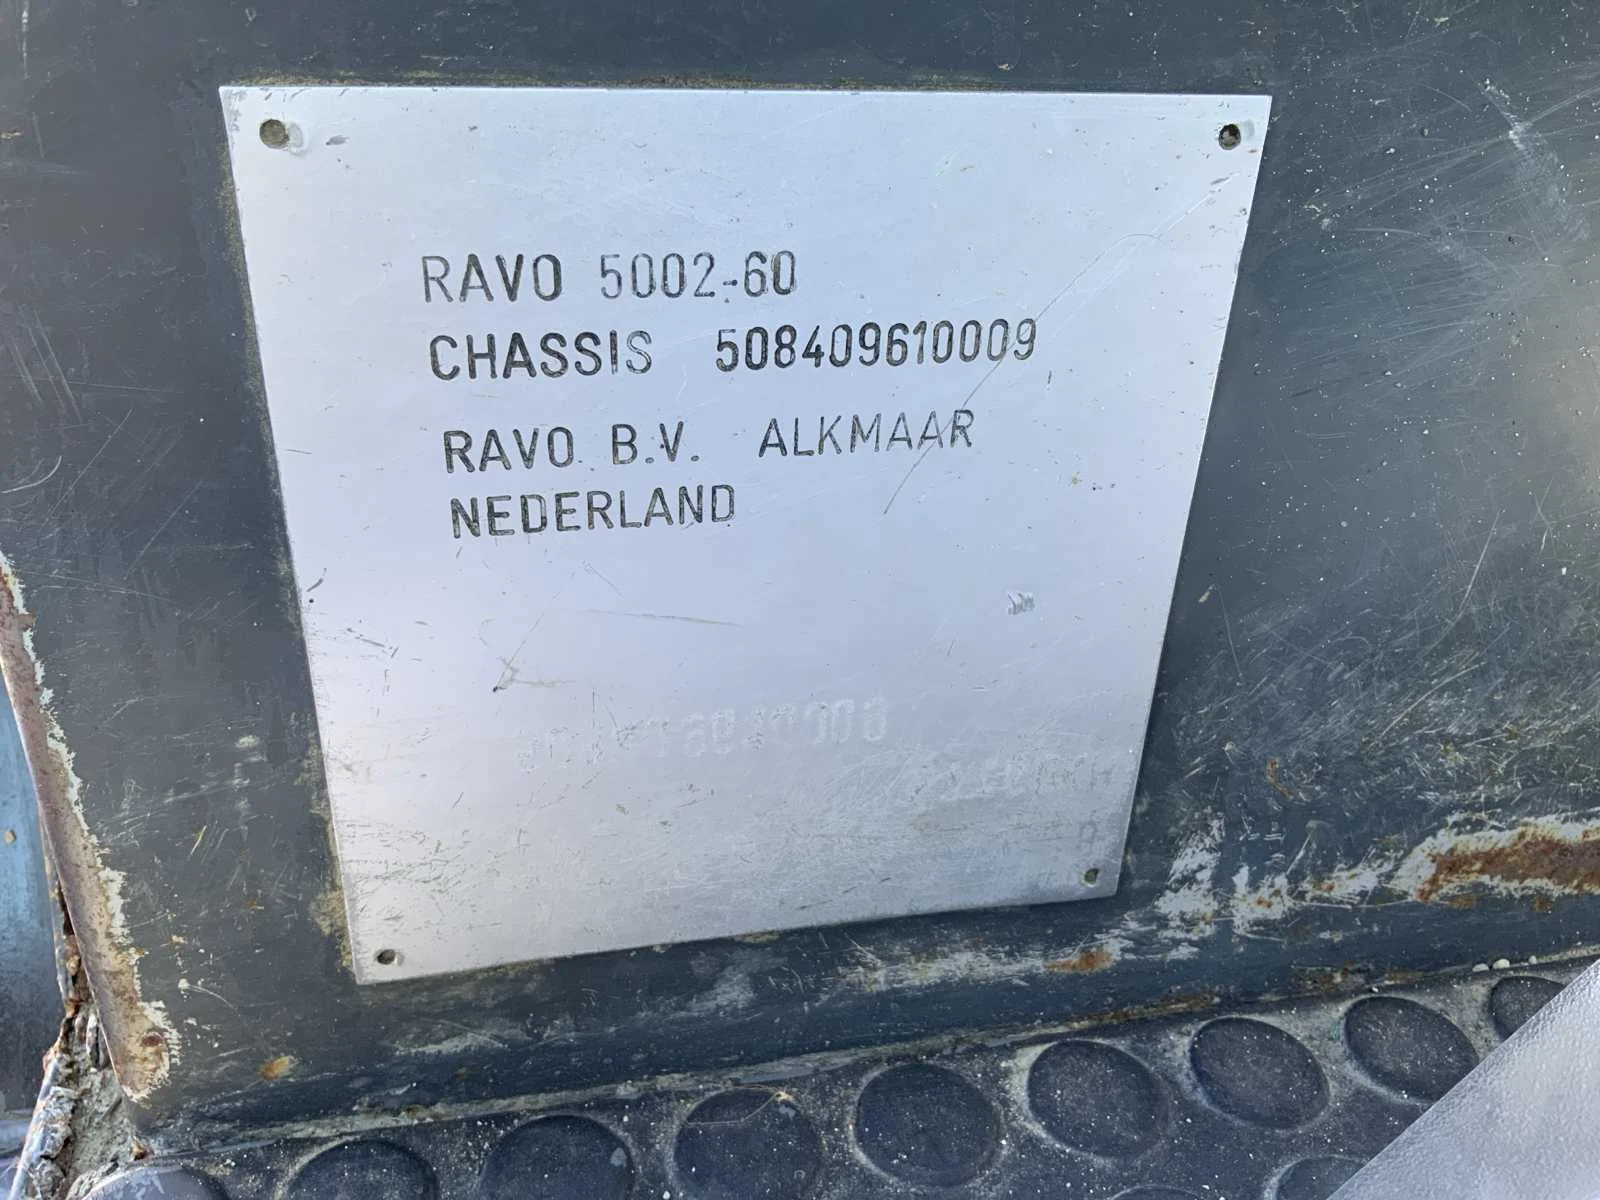 RAVO 5002-60
CHASSIS 508409610009
RAVO B.V. ALKMAAR
NEDERLAND